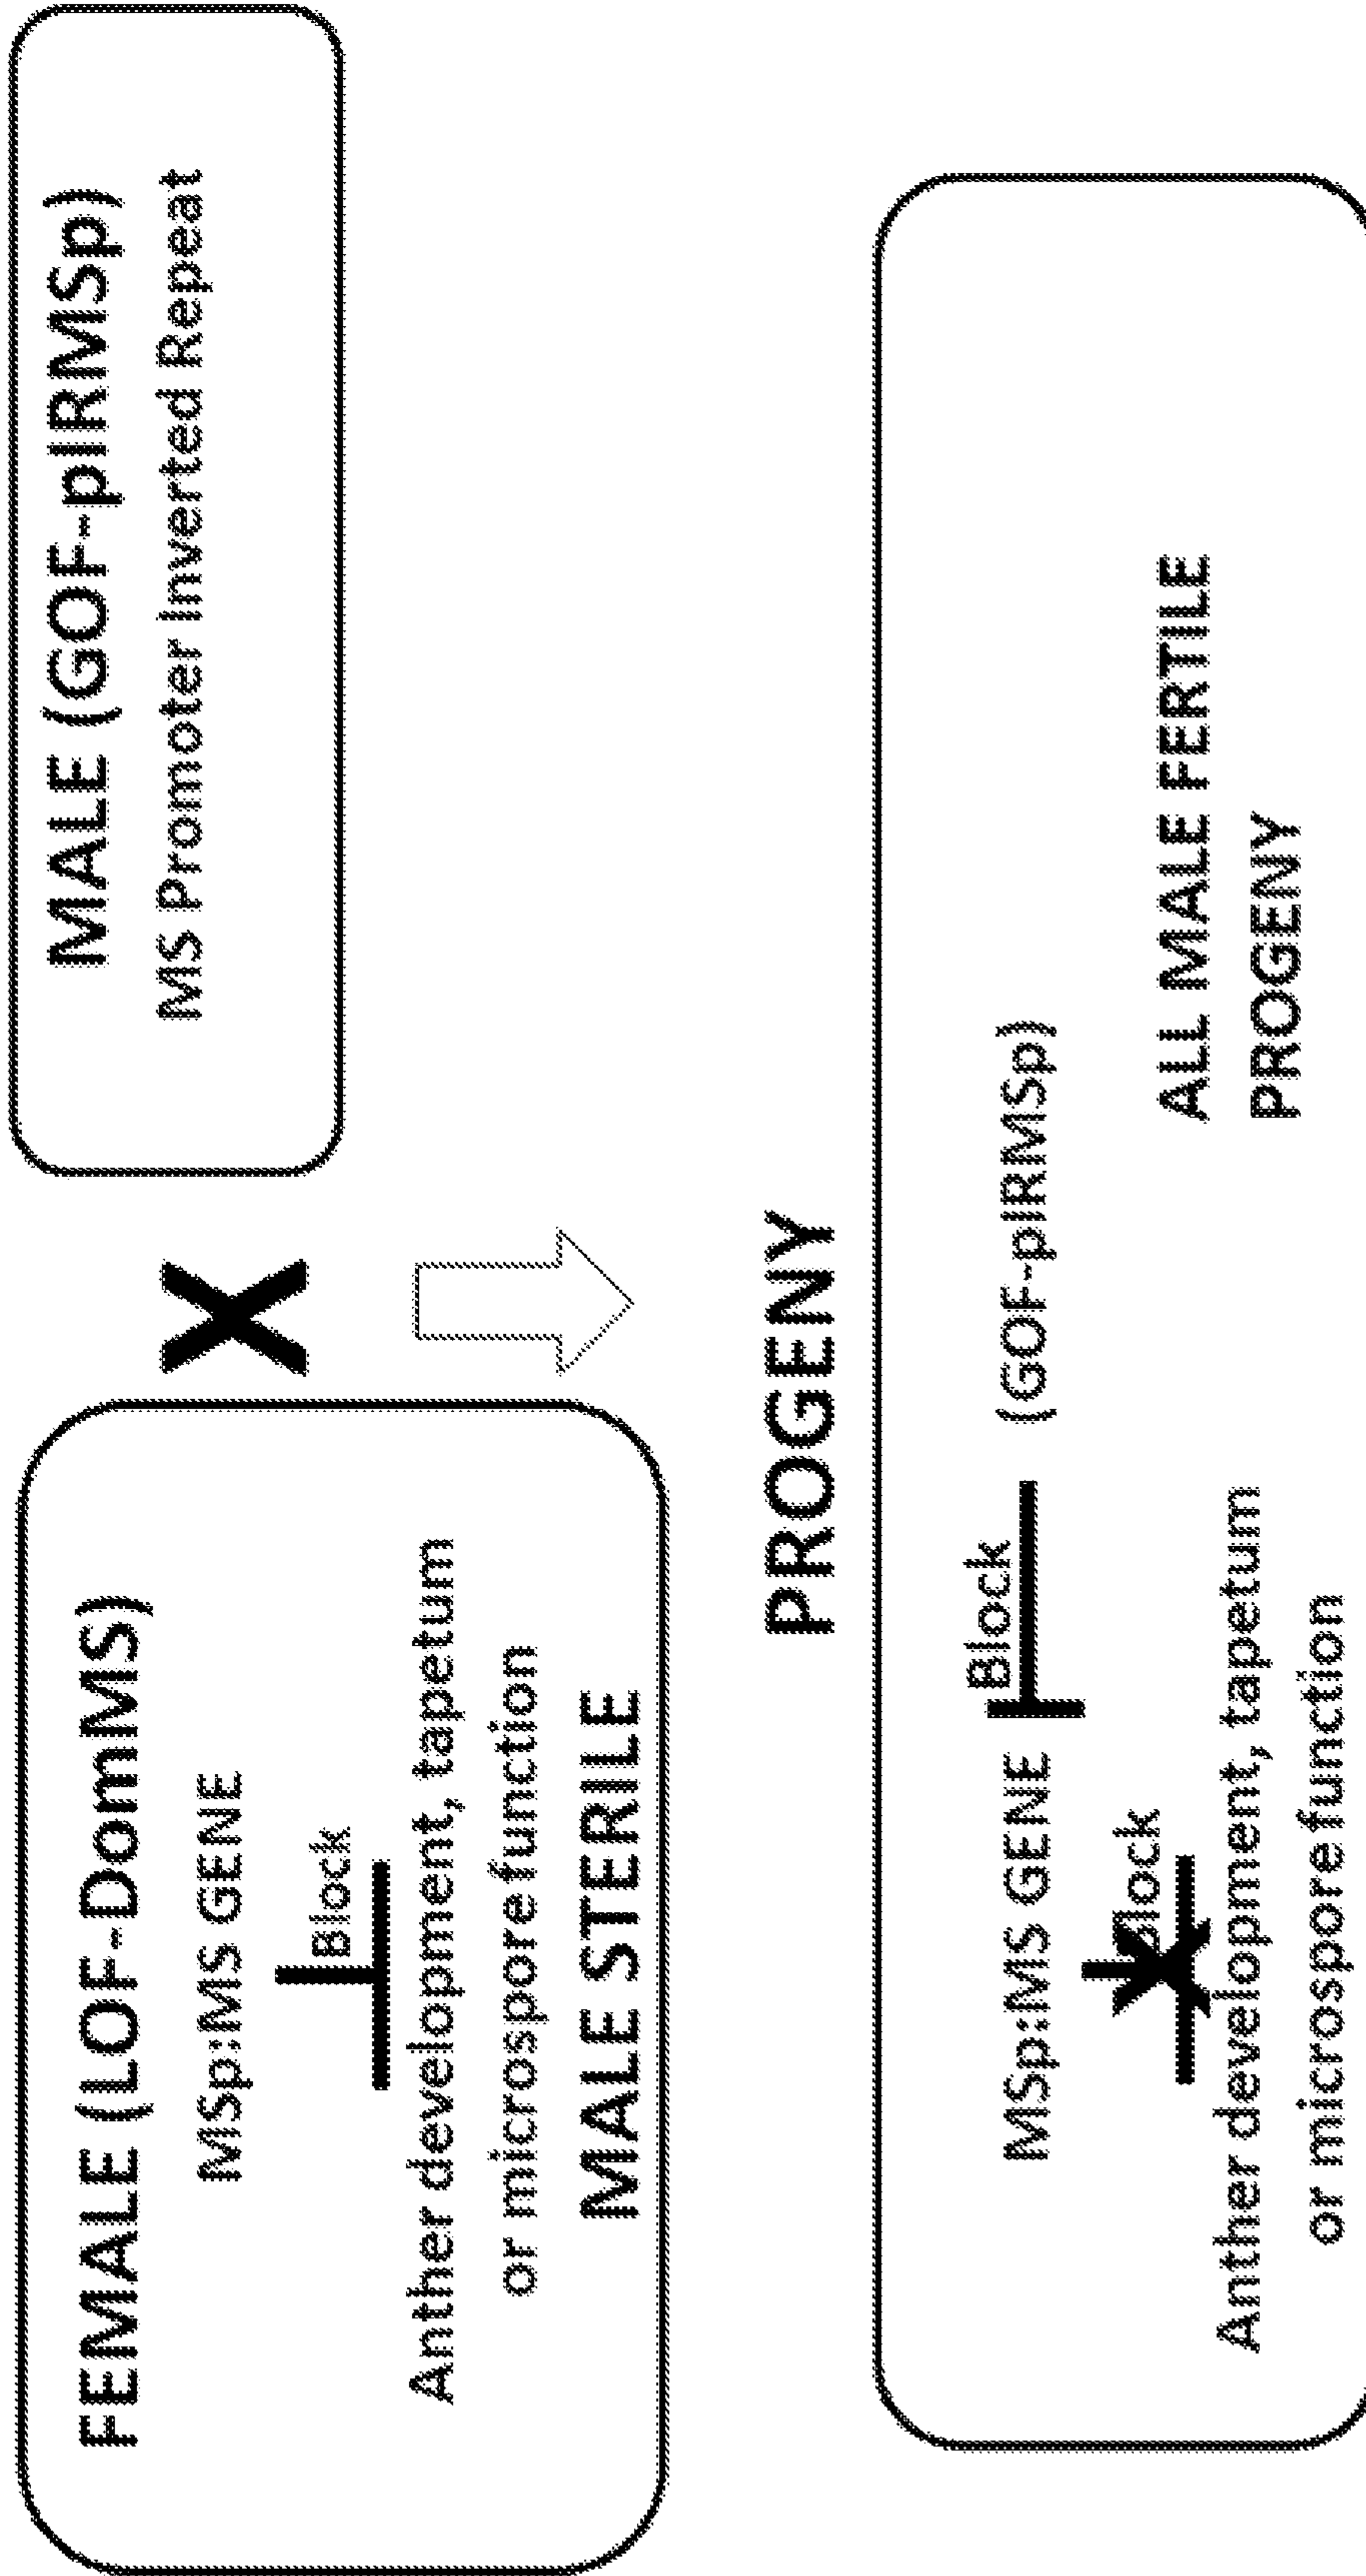 FEMALE (LOF-DomMS)
MSp:MS GENE
Block
Anther development, tapetum
or microspore function
MALE STERILE
X
MALE (GOF-pIRMSp)
MS Promoter Inverted Repeat
PROGENY
MSp:MS GENE
Block
(GOF-pIRMSp)
Block
X
Anther development, tapetum
or microspore function
ALL MALE FERTILE
PROGENY